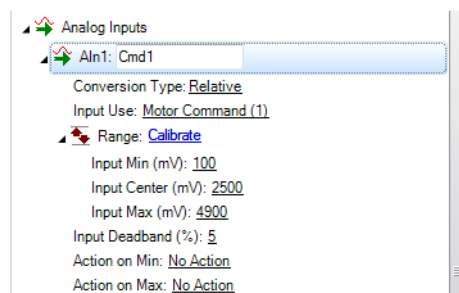 Analog Inputs
AIn1: Cmd1
Conversion Type: Relative
Input Use: Motor Command (1)
Range: Calibrate
Input Min (mV): 100
Input Center (mV): 2500
Input Max (mV): 4900
Input Deadband (%): 5
Action on Min: No Action
Action on Max: No Action